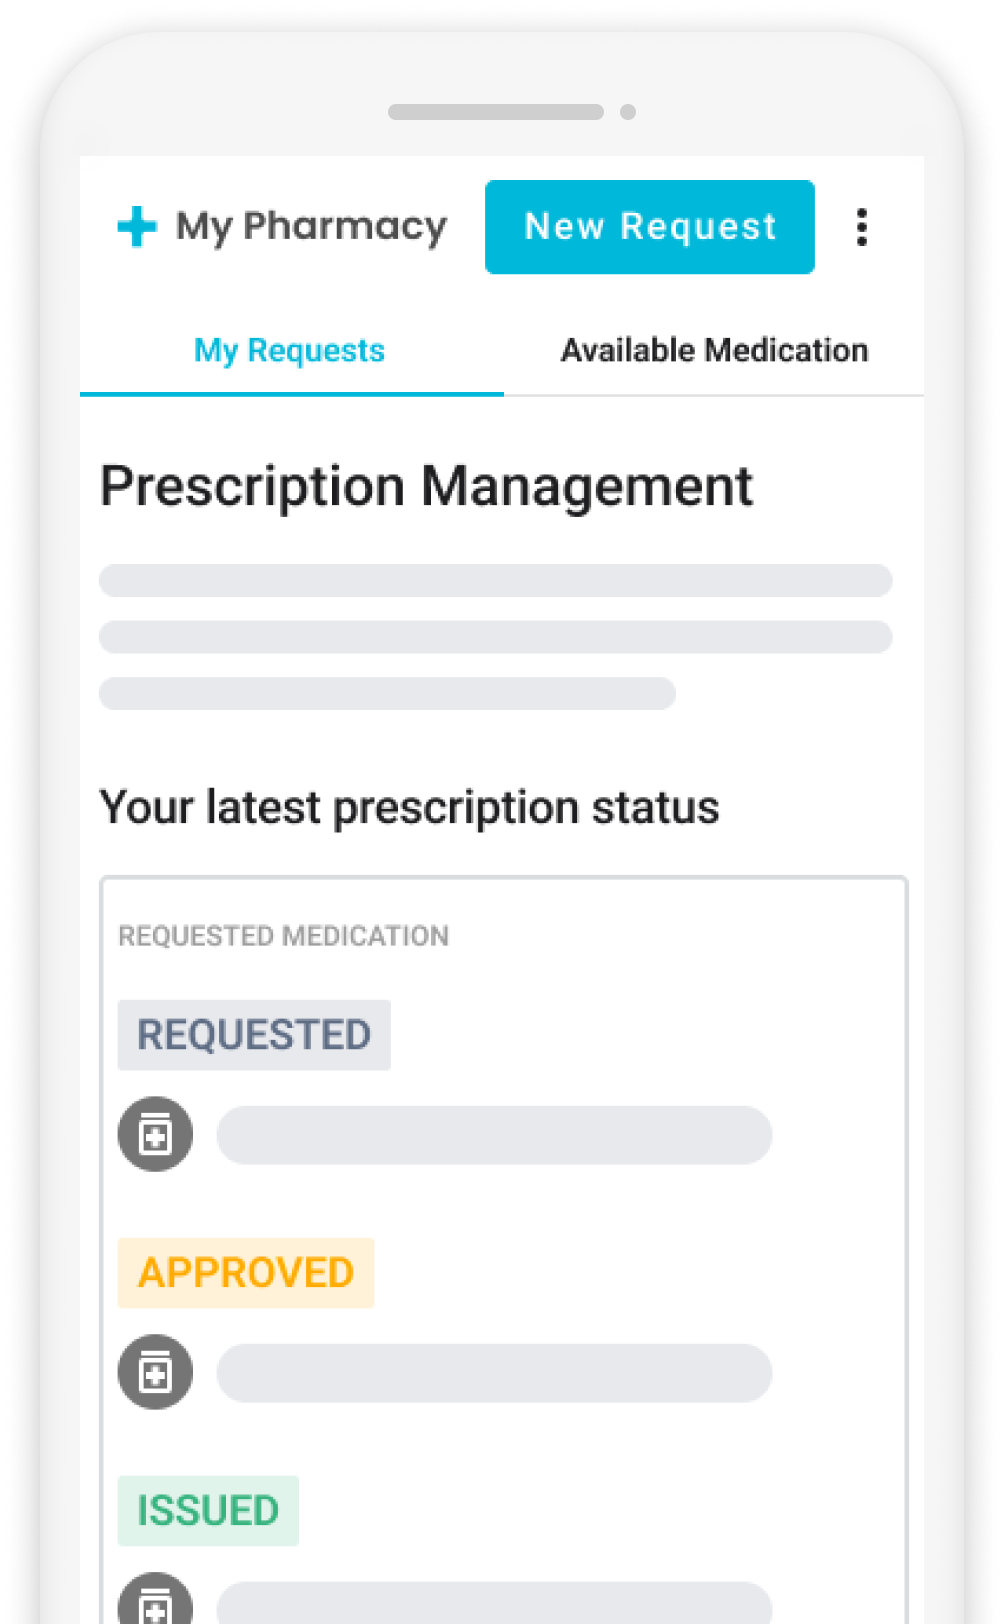 My Pharmacy
New Request
My Requests
Available Medication
Prescription Management
Your latest prescription status
REQUESTED MEDICATION
REQUESTED
APPROVED
ISSUED